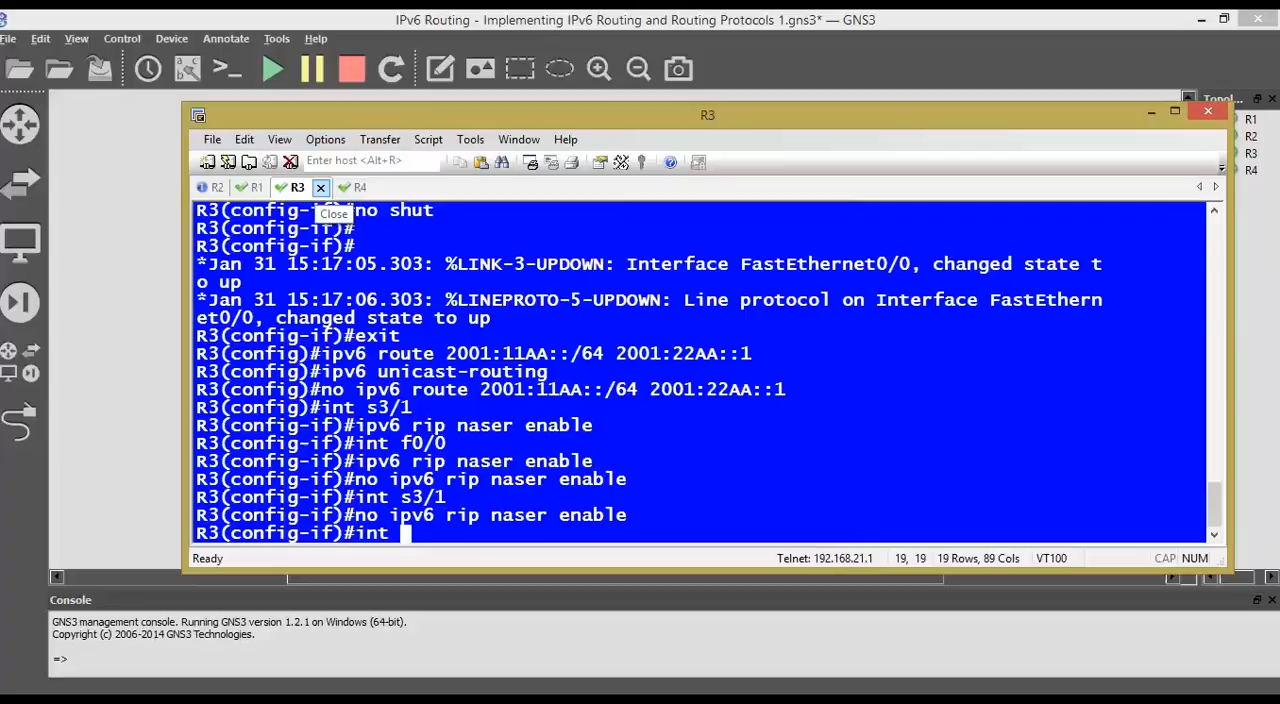 IPv6 Routing - Implementing IPv6 Routing and Routing Protocols 1.gns3* — GNS3
File Edit View Control Device Annotate Tools Help
Topol...
R1
R2
R3
R4
R3
File Edit View Options Transfer Script Tools Window Help
Enter host <Alt+R>
R2 R1 R3 R4
Close
R3(config-if)#no shut
R3(config-if)#
R3(config-if)#
*Jan 31 15:17:05.303: %LINK-3-UPDOWN: Interface FastEthernet0/0, changed state t
o up
*Jan 31 15:17:06.303: %LINEPROTO-5-UPDOWN: Line protocol on Interface FastEthern
et0/0, changed state to up
R3(config-if)#exit
R3(config)#ipv6 route 2001:11AA::/64 2001:22AA::1
R3(config)#ipv6 unicast-routing
R3(config)#no ipv6 route 2001:11AA::/64 2001:22AA::1
R3(config)#int s3/1
R3(config-if)#ipv6 rip naser enable
R3(config-if)#int f0/0
R3(config-if)#ipv6 rip naser enable
R3(config-if)#no ipv6 rip naser enable
R3(config-if)#int s3/1
R3(config-if)#no ipv6 rip naser enable
R3(config-if)#int
Ready Telnet: 192.168.21.1 19, 19 19 Rows, 89 Cols VT100 CAP NUM
Console
GNS3 management console. Running GNS3 version 1.2.1 on Windows (64-bit).
Copyright (c) 2006-2014 GNS3 Technologies.
=>